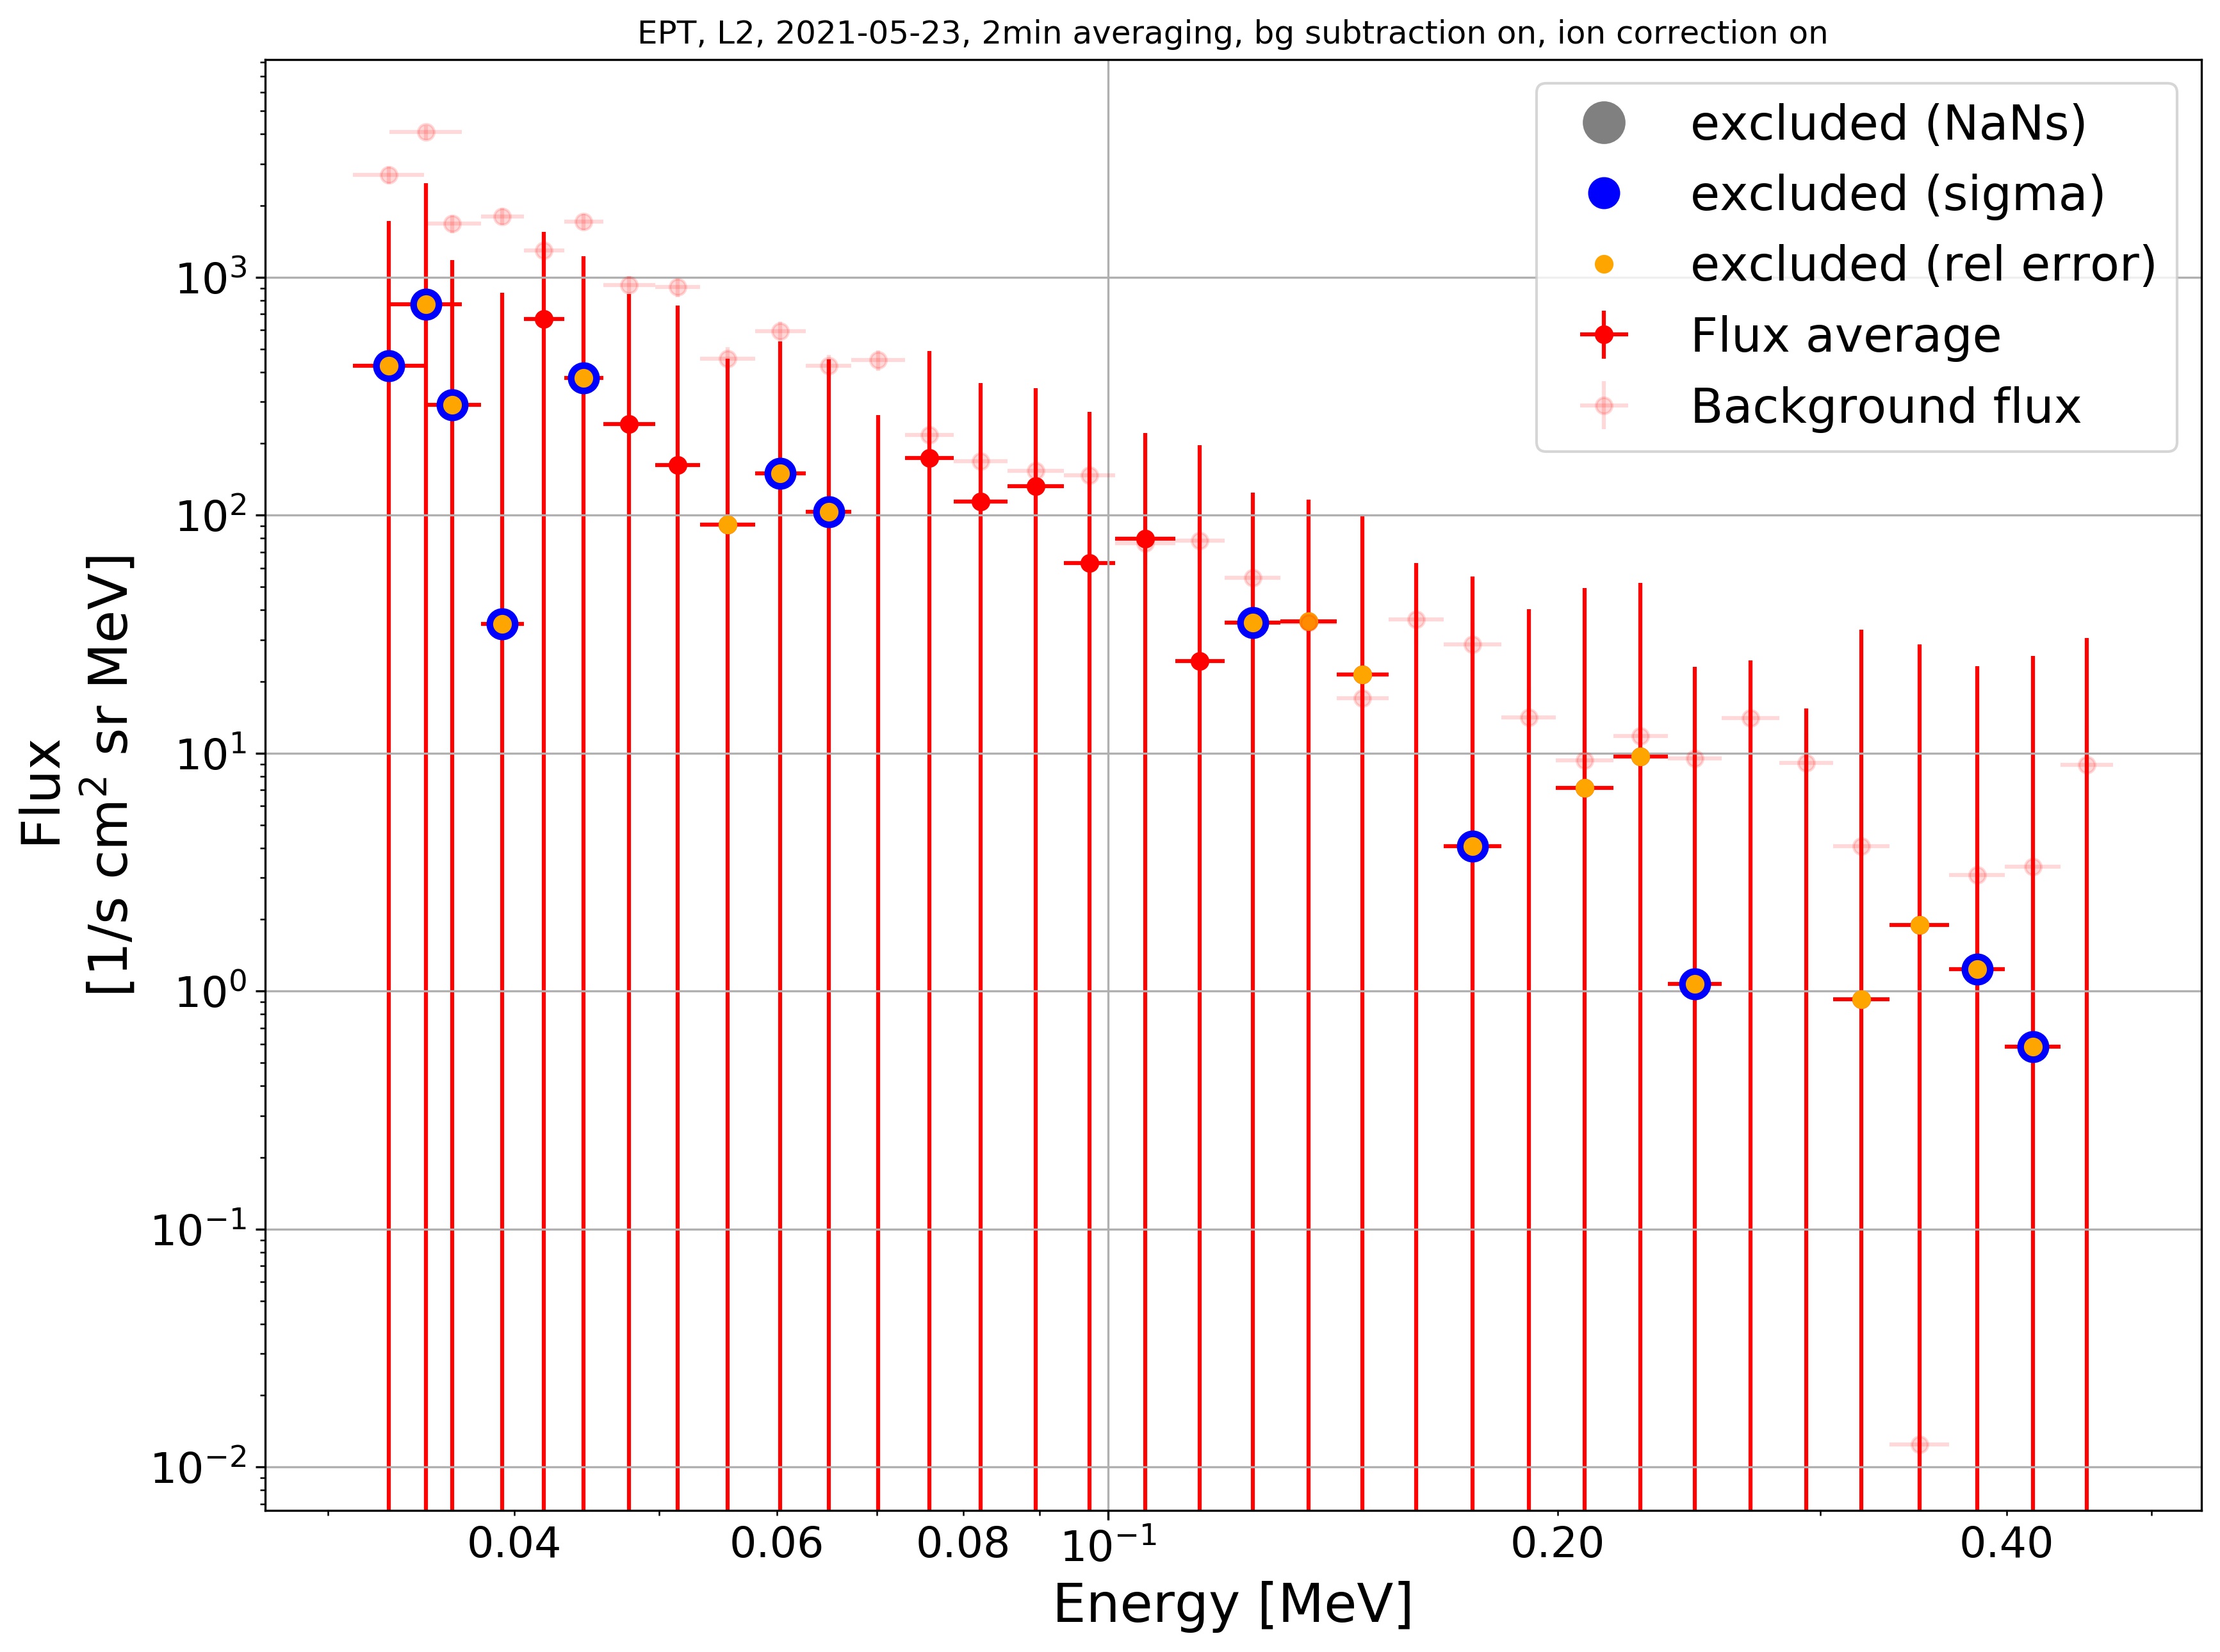 EPT, L2, 2021-05-23, 2min averaging, bg subtraction on, ion correction on
excluded (NaNs)
excluded (sigma)
excluded (rel error)
Flux average
Background flux
10³
10²
10¹
10⁰
10⁻¹
10⁻²
Flux
[1/s cm² sr MeV]
0.04 0.06 0.08 10⁻¹ 0.20 0.40
Energy [MeV]